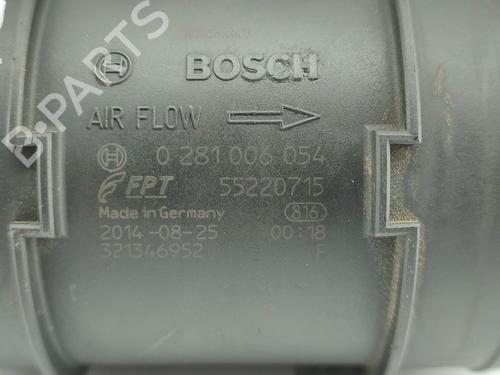 BOSCH
AIR FLOW
0 281 006 054
FPT 55220715
Made in Germany 816
2014-08-25 00:18
321346952 AF
B-PARTS